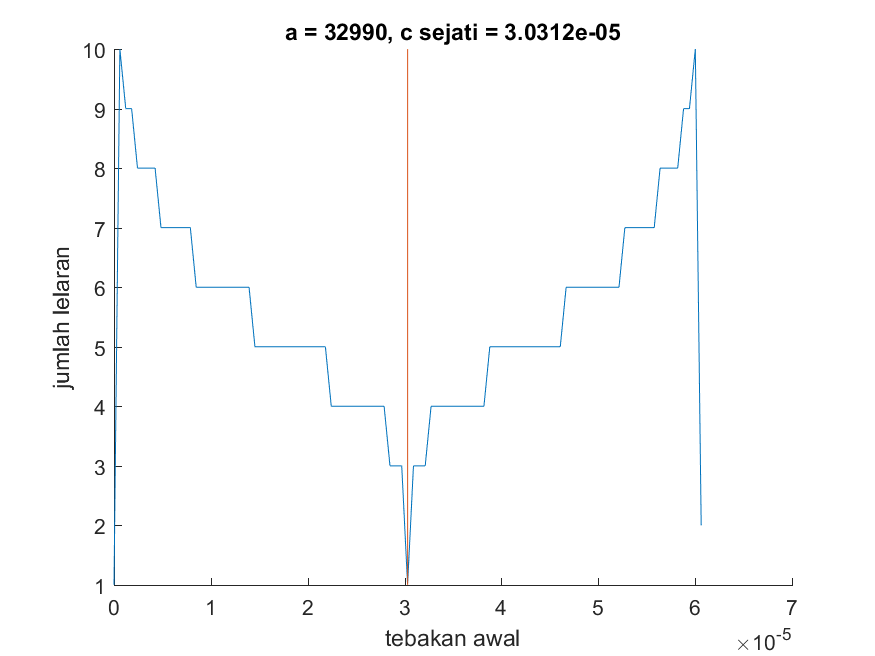 a = 32990, c sejati = 3.0312e-05
10
9
8
7
6
5
4
3
2
1
jumlah lelaran
0 1 2 3 4 5 6 7
tebakan awal
×10-5